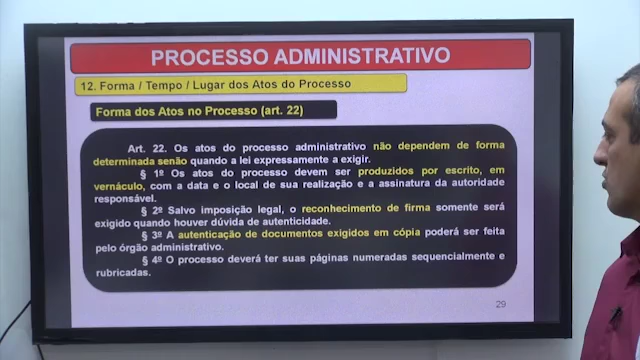 PROCESSO ADMINISTRATIVO
12. Forma / Tempo / Lugar dos Atos do Processo
Forma dos Atos no Processo (art. 22)
Art. 22. Os atos do processo administrativo não dependem de forma
determinada senão quando a lei expressamente a exigir.
§ 1º Os atos do processo devem ser produzidos por escrito, em
vernáculo, com a data e o local de sua realização e a assinatura da autoridade
responsável.
§ 2º Salvo imposição legal, o reconhecimento de firma somente será
exigido quando houver dúvida de autenticidade.
§ 3º A autenticação de documentos exigidos em cópia poderá ser feita
pelo órgão administrativo.
§ 4º O processo deverá ter suas páginas numeradas sequencialmente e
rubricadas.
29